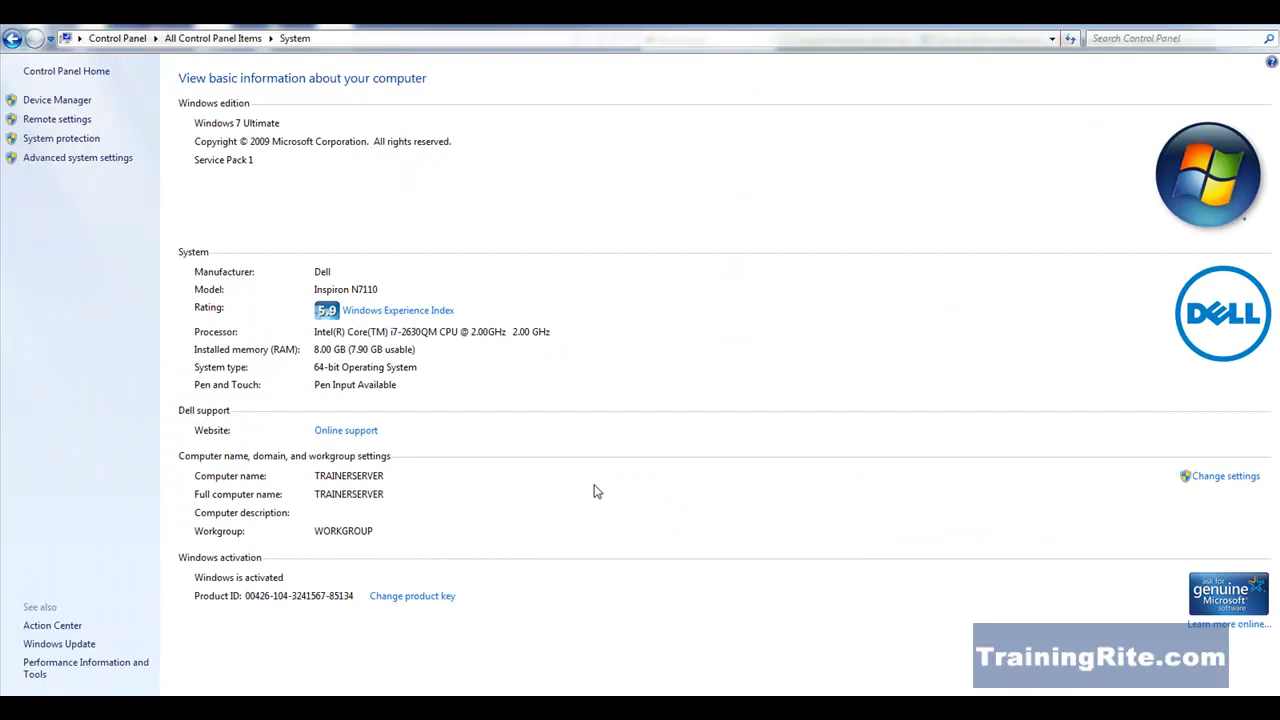 Control Panel All Control Panel Items System
Search Control Panel
Control Panel Home
Device Manager
Remote settings
System protection
Advanced system settings
View basic information about your computer
Windows edition
Windows 7 Ultimate
Copyright © 2009 Microsoft Corporation. All rights reserved.
Service Pack 1
System
Manufacturer: Dell
Model: Inspiron N7110
Rating: 5.9 Windows Experience Index
Processor: Intel(R) Core(TM) i7-2630QM CPU @ 2.00GHz 2.00 GHz
Installed memory (RAM): 8.00 GB (7.90 GB usable)
System type: 64-bit Operating System
Pen and Touch: Pen Input Available
DELL
Dell support
Website: Online support
Computer name, domain, and workgroup settings
Computer name: TRAINERSERVER
Change settings
Full computer name: TRAINERSERVER
Computer description:
Workgroup: WORKGROUP
Windows activation
Windows is activated
Product ID: 00426-104-3241567-85134 Change product key
ask for
genuine
Microsoft
software
Learn more online...
See also
Action Center
Windows Update
Performance Information and
Tools
TrainingRite.com